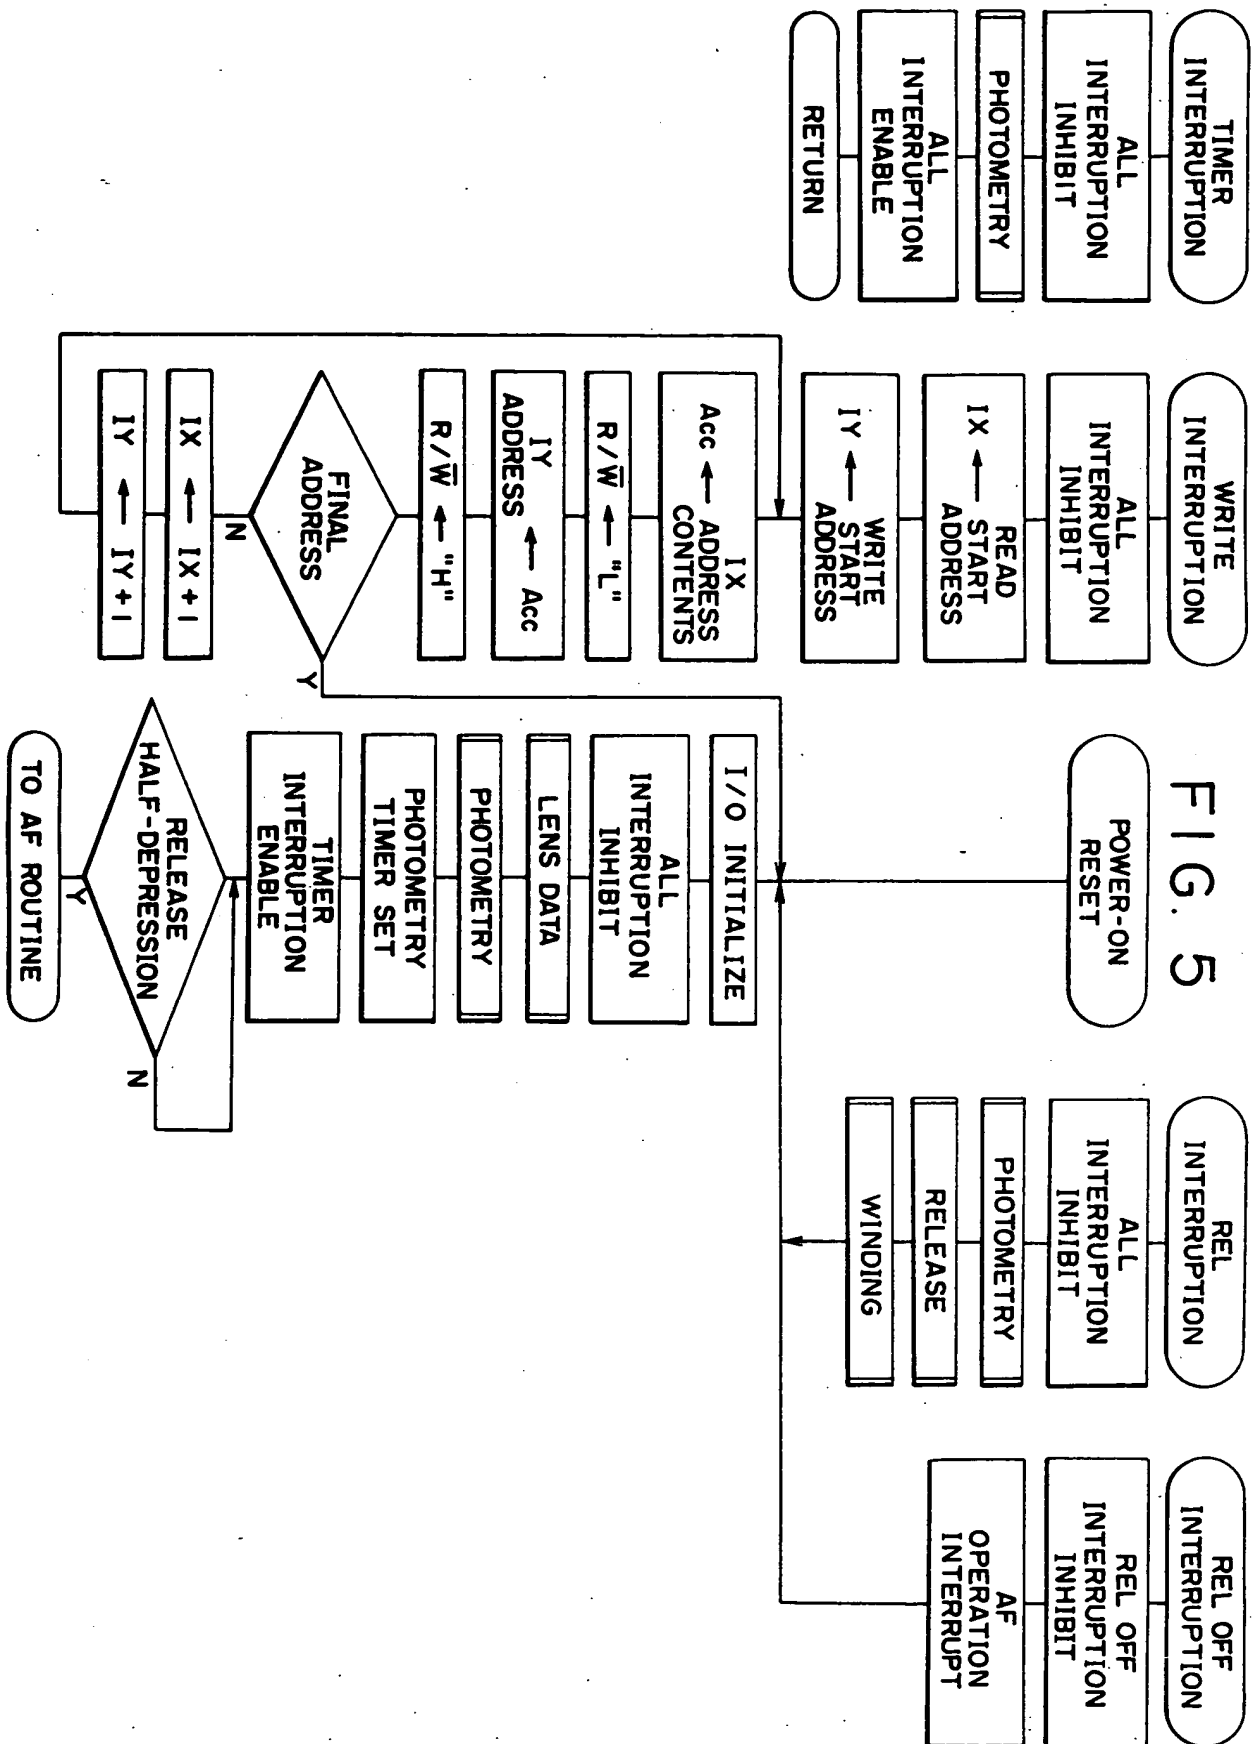 FIG. 5
TIMER
INTERRUPTION
ALL
INTERRUPTION
INHIBIT
PHOTOMETRY
ALL
INTERRUPTION
ENABLE
RETURN
WRITE
INTERRUPTION
ALL
INTERRUPTION
INHIBIT
READ
IX ← START
ADDRESS
WRITE
IY ← START
ADDRESS
IX
Acc ← ADDRESS
CONTENTS
R/W̅ ← "L"
IY
ADDRESS ← Acc
R/W̅ ← "H"
FINAL
ADDRESS
Y
N
IX ← IX + 1
IY ← IY + 1
POWER-ON
RESET
I/O INITIALIZE
ALL
INTERRUPTION
INHIBIT
LENS DATA
PHOTOMETRY
PHOTOMETRY
TIMER SET
TIMER
INTERRUPTION
ENABLE
RELEASE
HALF-DEPRESSION
N
Y
TO AF ROUTINE
REL
INTERRUPTION
ALL
INTERRUPTION
INHIBIT
PHOTOMETRY
RELEASE
WINDING
REL OFF
INTERRUPTION
REL OFF
INTERRUPTION
INHIBIT
AF
OPERATION
INTERRUPT